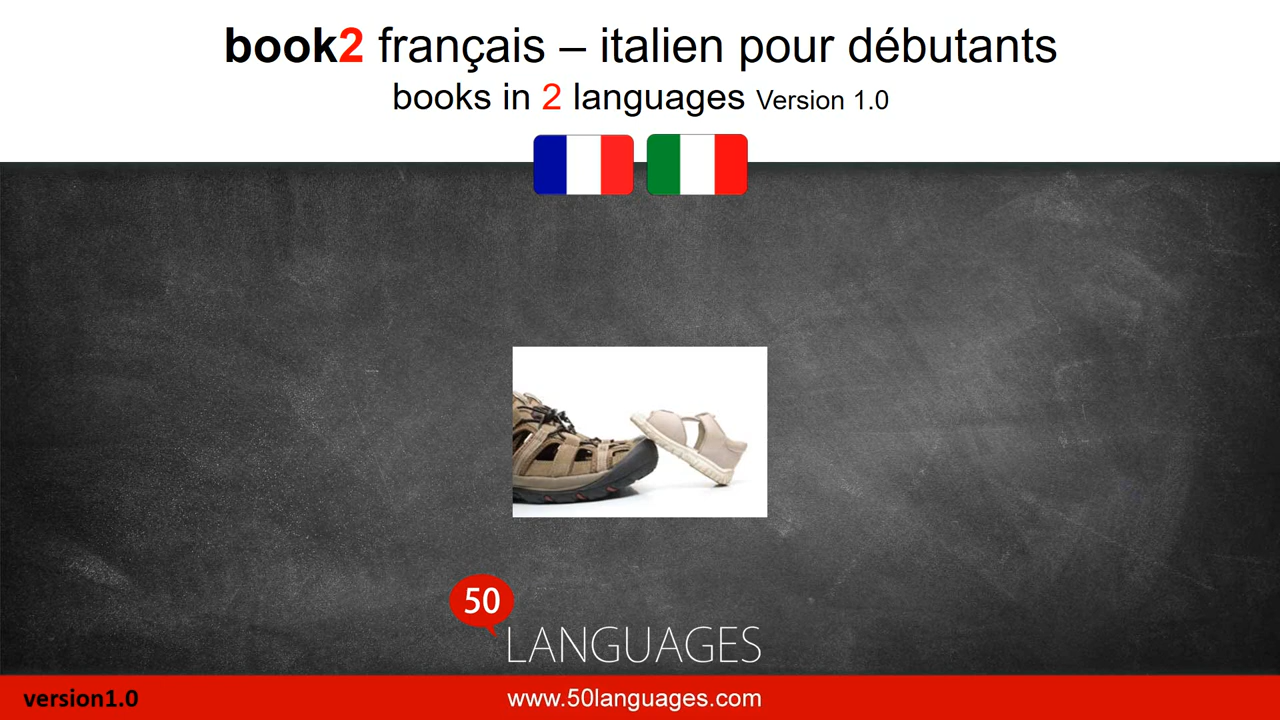 book2 français – italien pour débutants
books in 2 languages Version 1.0
50
LANGUAGES
version1.0
www.50languages.com